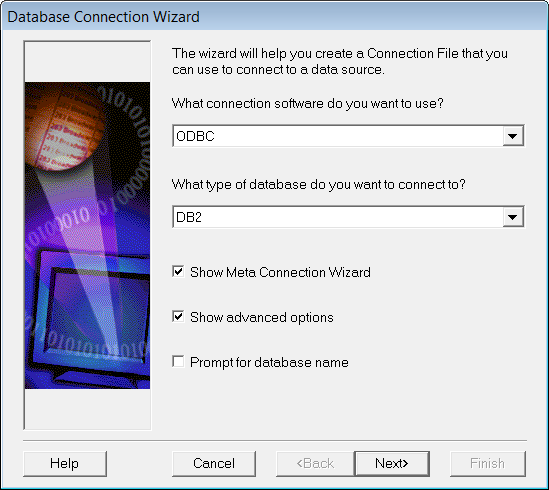 Database Connection Wizard
The wizard will help you create a Connection File that you
can use to connect to a data source.
What connection software do you want to use?
ODBC
What type of database do you want to connect to?
DB2
Show Meta Connection Wizard
Show advanced options
Prompt for database name
Help
Cancel
<Back
Next>
Finish